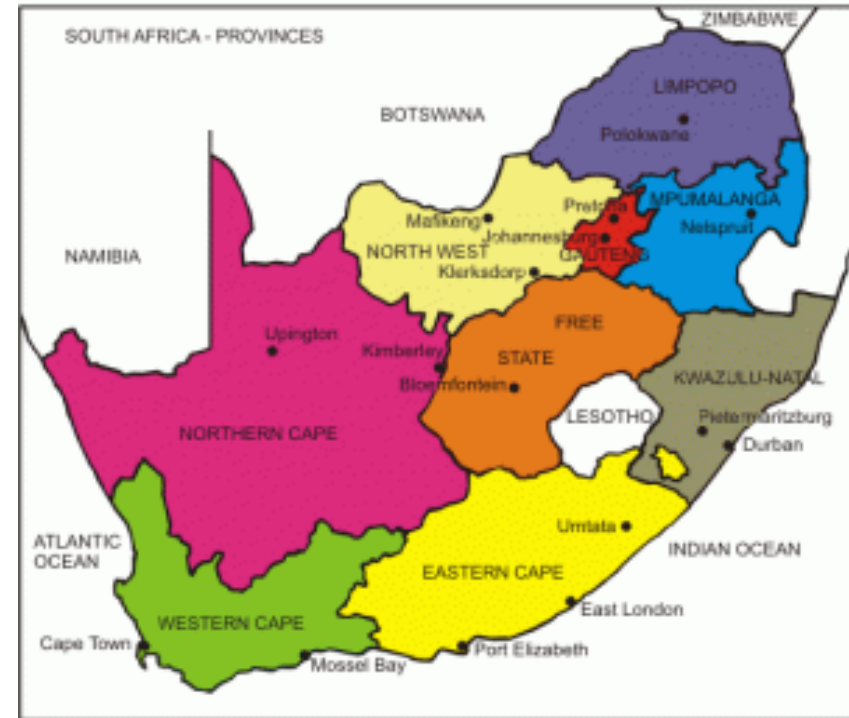 ZIMBABWE
SOUTH AFRICA - PROVINCES
LIMPOPO
BOTSWANA
Polokwane
MPUMALANGA
Pretoria
Mafikeng
Nelspruit
Johannesburg
NORTH WEST
GAUTENG
NAMIBIA
Klerksdorp
FREE
STATE
Upington
Kimberley
Bloemfontein
KWAZULU-NATAL
LESOTHO
Pietermaritzburg
NORTHERN CAPE
Durban
Umtata
ATLANTIC
OCEAN
INDIAN OCEAN
EASTERN CAPE
East London
WESTERN CAPE
Cape Town
Port Elizabeth
Mossel Bay